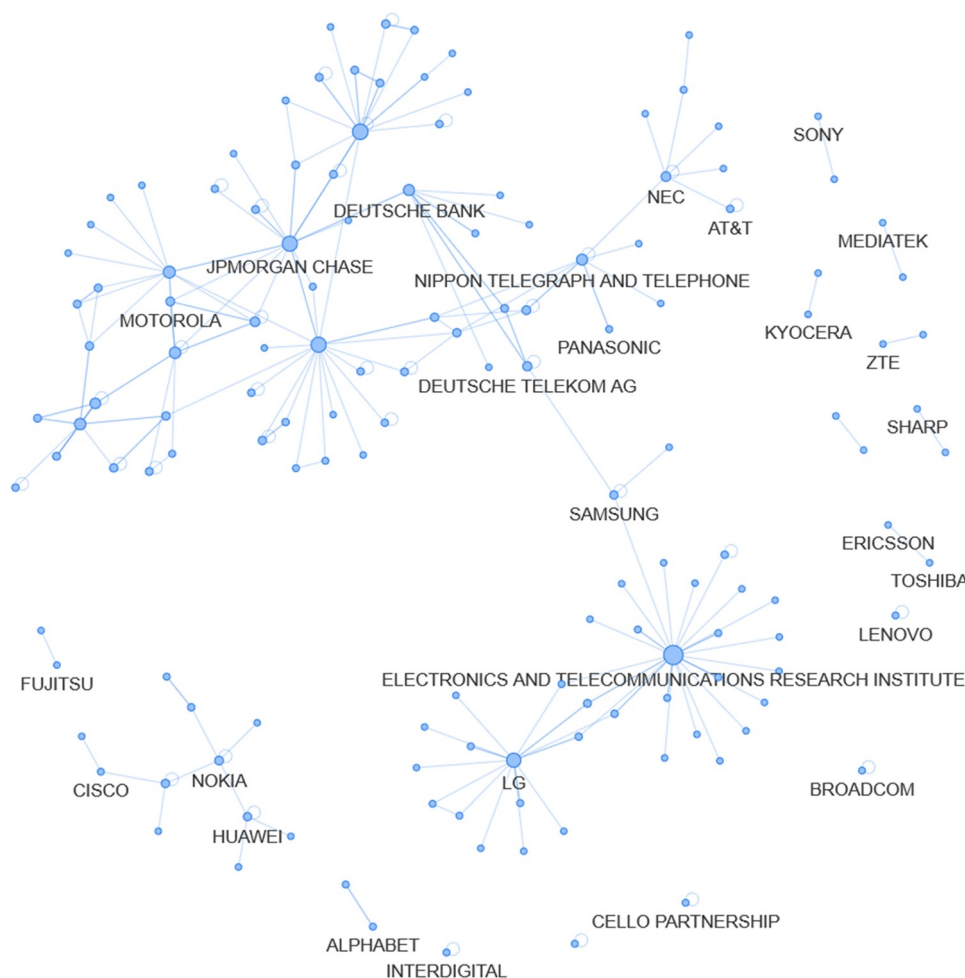 SONY
DEUTSCHE BANK
NEC
AT&T
MEDIATEK
JPMORGAN CHASE
NIPPON TELEGRAPH AND TELEPHONE
MOTOROLA
KYOCERA
PANASONIC
ZTE
DEUTSCHE TELEKOM AG
SHARP
SAMSUNG
ERICSSON
TOSHIBA
LENOVO
ELECTRONICS AND TELECOMMUNICATIONS RESEARCH INSTITUTE
FUJITSU
NOKIA
CISCO
LG
BROADCOM
HUAWEI
CELLO PARTNERSHIP
ALPHABET
INTERDIGITAL